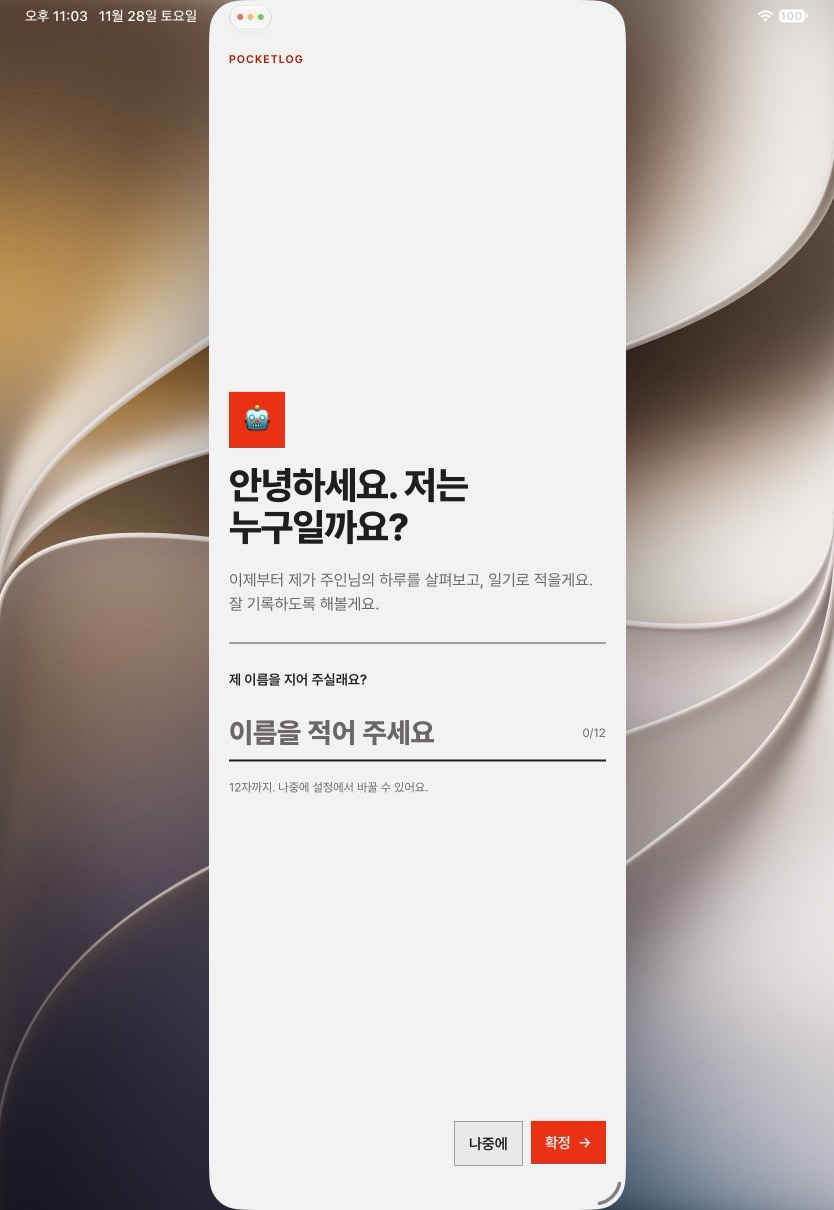 오후 11:03 11월 28일 토요일
100
POCKETLOG
안녕하세요. 저는
누구일까요?
이제부터 제가 주인님의 하루를 살펴보고, 일기로 적을게요.
잘 기록하도록 해볼게요.
제 이름을 지어 주실래요?
이름을 적어 주세요
0/12
12자까지. 나중에 설정에서 바꿀 수 있어요.
나중에
확정 →